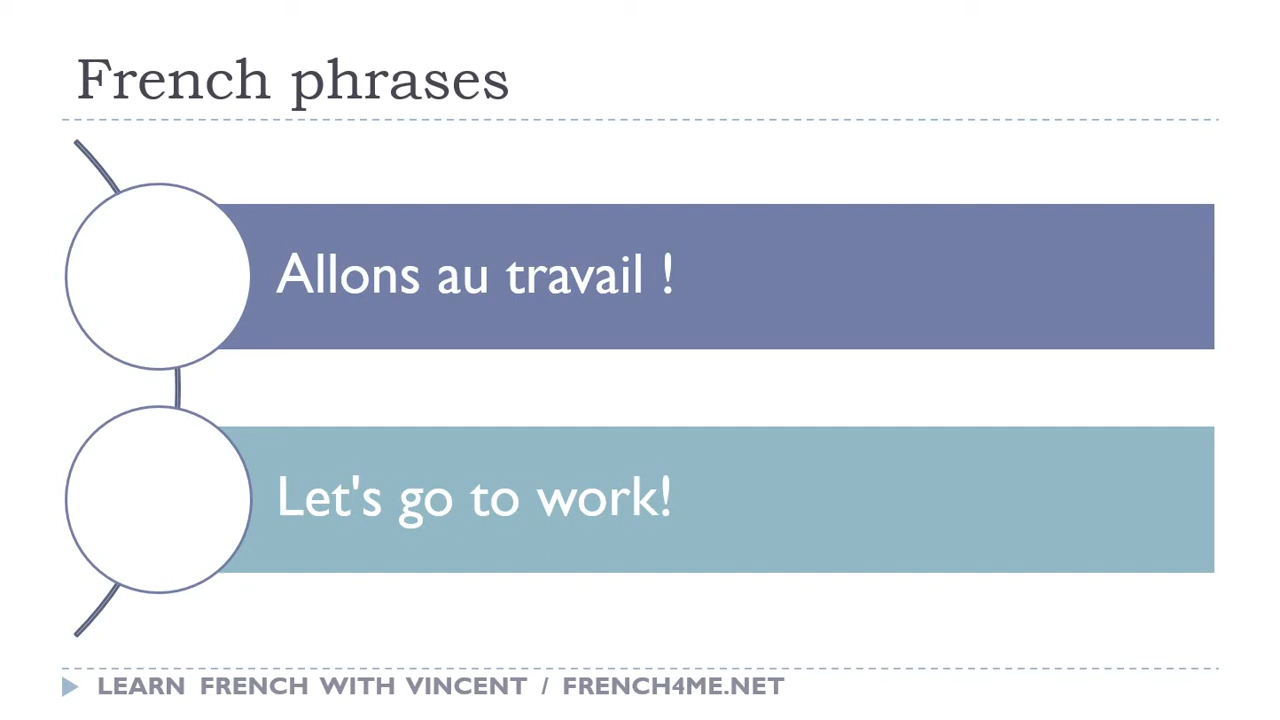 French phrases
Allons au travail !
Let's go to work!
LEARN FRENCH WITH VINCENT / FRENCH4ME.NET